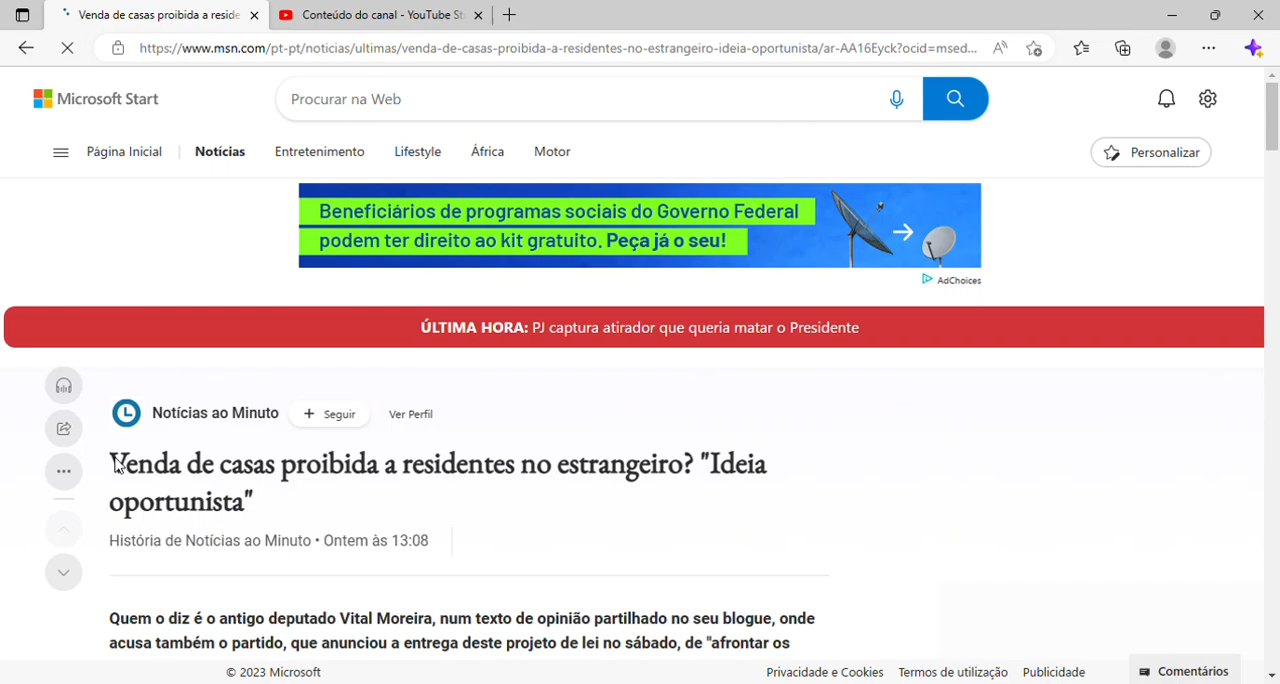 Venda de casas proibida a reside
Conteúdo do canal - YouTube St
https://www.msn.com/pt-pt/noticias/ultimas/venda-de-casas-proibida-a-residentes-no-estrangeiro-ideia-oportunista/ar-AA16Eyck?ocid=msed...
Microsoft Start
Procurar na Web
Página Inicial
Notícias
Entretenimento
Lifestyle
África
Motor
Personalizar
Beneficiários de programas sociais do Governo Federal
podem ter direito ao kit gratuito. Peça já o seu!
AdChoices
ÚLTIMA HORA: PJ captura atirador que queria matar o Presidente
Notícias ao Minuto
+ Seguir
Ver Perfil
Venda de casas proibida a residentes no estrangeiro? "Ideia
oportunista"
História de Notícias ao Minuto • Ontem às 13:08
Quem o diz é o antigo deputado Vital Moreira, num texto de opinião partilhado no seu blogue, onde
acusa também o partido, que anunciou a entrega deste projeto de lei no sábado, de "afrontar os
© 2023 Microsoft
Privacidade e Cookies
Termos de utilização
Publicidade
Comentários